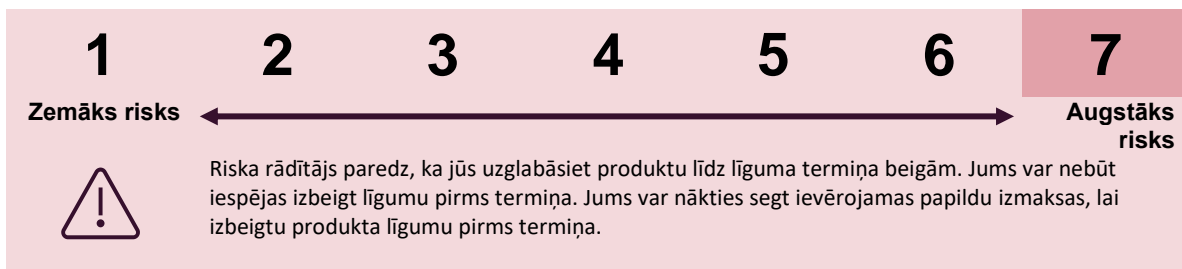 1 2 3 4 5 6 7
Zemāks risks Augstāks
risks
Riska rādītājs paredz, ka jūs uzglabāsiet produktu līdz līguma termiņa beigām. Jums var nebūt
iespējas izbeigt līgumu pirms termiņa. Jums var nākties segt ievērojamas papildu izmaksas, lai
izbeigtu produkta līgumu pirms termiņa.